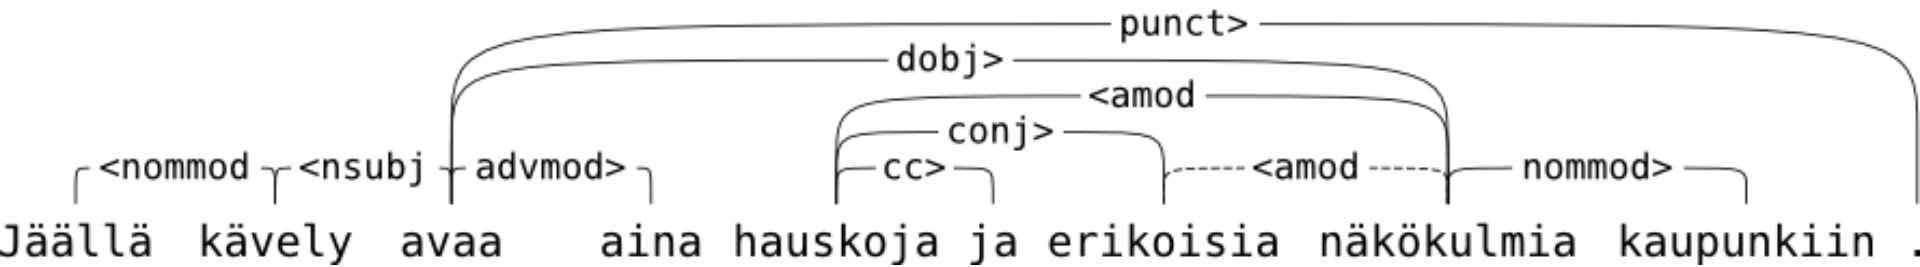 punct>
dobj>
<amod
conj>
<nommod <nsubj advmod> cc> <amod nommod>
Jäällä kävely avaa aina hauskoja ja erikoisia näkökulmia kaupunkiin .